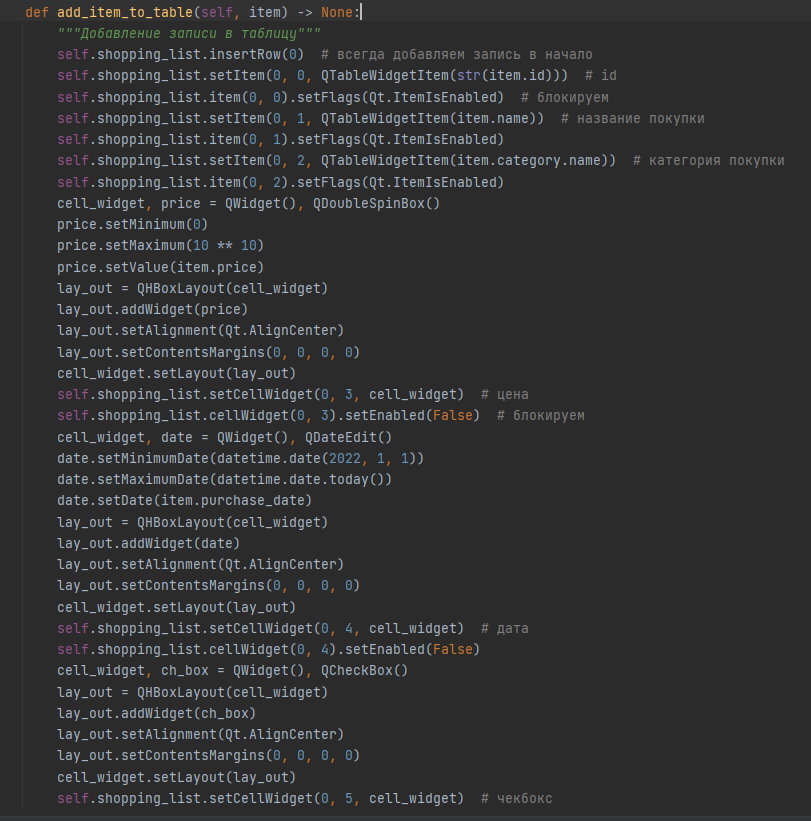 def add_item_to_table(self, item) -> None:
    """Добавление записи в таблицу"""
    self.shopping_list.insertRow(0)  # всегда добавляем запись в начало
    self.shopping_list.setItem(0, 0, QTableWidgetItem(str(item.id)))  # id
    self.shopping_list.item(0, 0).setFlags(Qt.ItemIsEnabled)  # блокируем
    self.shopping_list.setItem(0, 1, QTableWidgetItem(item.name))  # название покупки
    self.shopping_list.item(0, 1).setFlags(Qt.ItemIsEnabled)
    self.shopping_list.setItem(0, 2, QTableWidgetItem(item.category.name))  # категория покупки
    self.shopping_list.item(0, 2).setFlags(Qt.ItemIsEnabled)
    cell_widget, price = QWidget(), QDoubleSpinBox()
    price.setMinimum(0)
    price.setMaximum(10 ** 10)
    price.setValue(item.price)
    lay_out = QHBoxLayout(cell_widget)
    lay_out.addWidget(price)
    lay_out.setAlignment(Qt.AlignCenter)
    lay_out.setContentsMargins(0, 0, 0, 0)
    cell_widget.setLayout(lay_out)
    self.shopping_list.setCellWidget(0, 3, cell_widget)  # цена
    self.shopping_list.cellWidget(0, 3).setEnabled(False)  # блокируем
    cell_widget, date = QWidget(), QDateEdit()
    date.setMinimumDate(datetime.date(2022, 1, 1))
    date.setMaximumDate(datetime.date.today())
    date.setDate(item.purchase_date)
    lay_out = QHBoxLayout(cell_widget)
    lay_out.addWidget(date)
    lay_out.setAlignment(Qt.AlignCenter)
    lay_out.setContentsMargins(0, 0, 0, 0)
    cell_widget.setLayout(lay_out)
    self.shopping_list.setCellWidget(0, 4, cell_widget)  # дата
    self.shopping_list.cellWidget(0, 4).setEnabled(False)
    cell_widget, ch_box = QWidget(), QCheckBox()
    lay_out = QHBoxLayout(cell_widget)
    lay_out.addWidget(ch_box)
    lay_out.setAlignment(Qt.AlignCenter)
    lay_out.setContentsMargins(0, 0, 0, 0)
    cell_widget.setLayout(lay_out)
    self.shopping_list.setCellWidget(0, 5, cell_widget)  # чекбокс